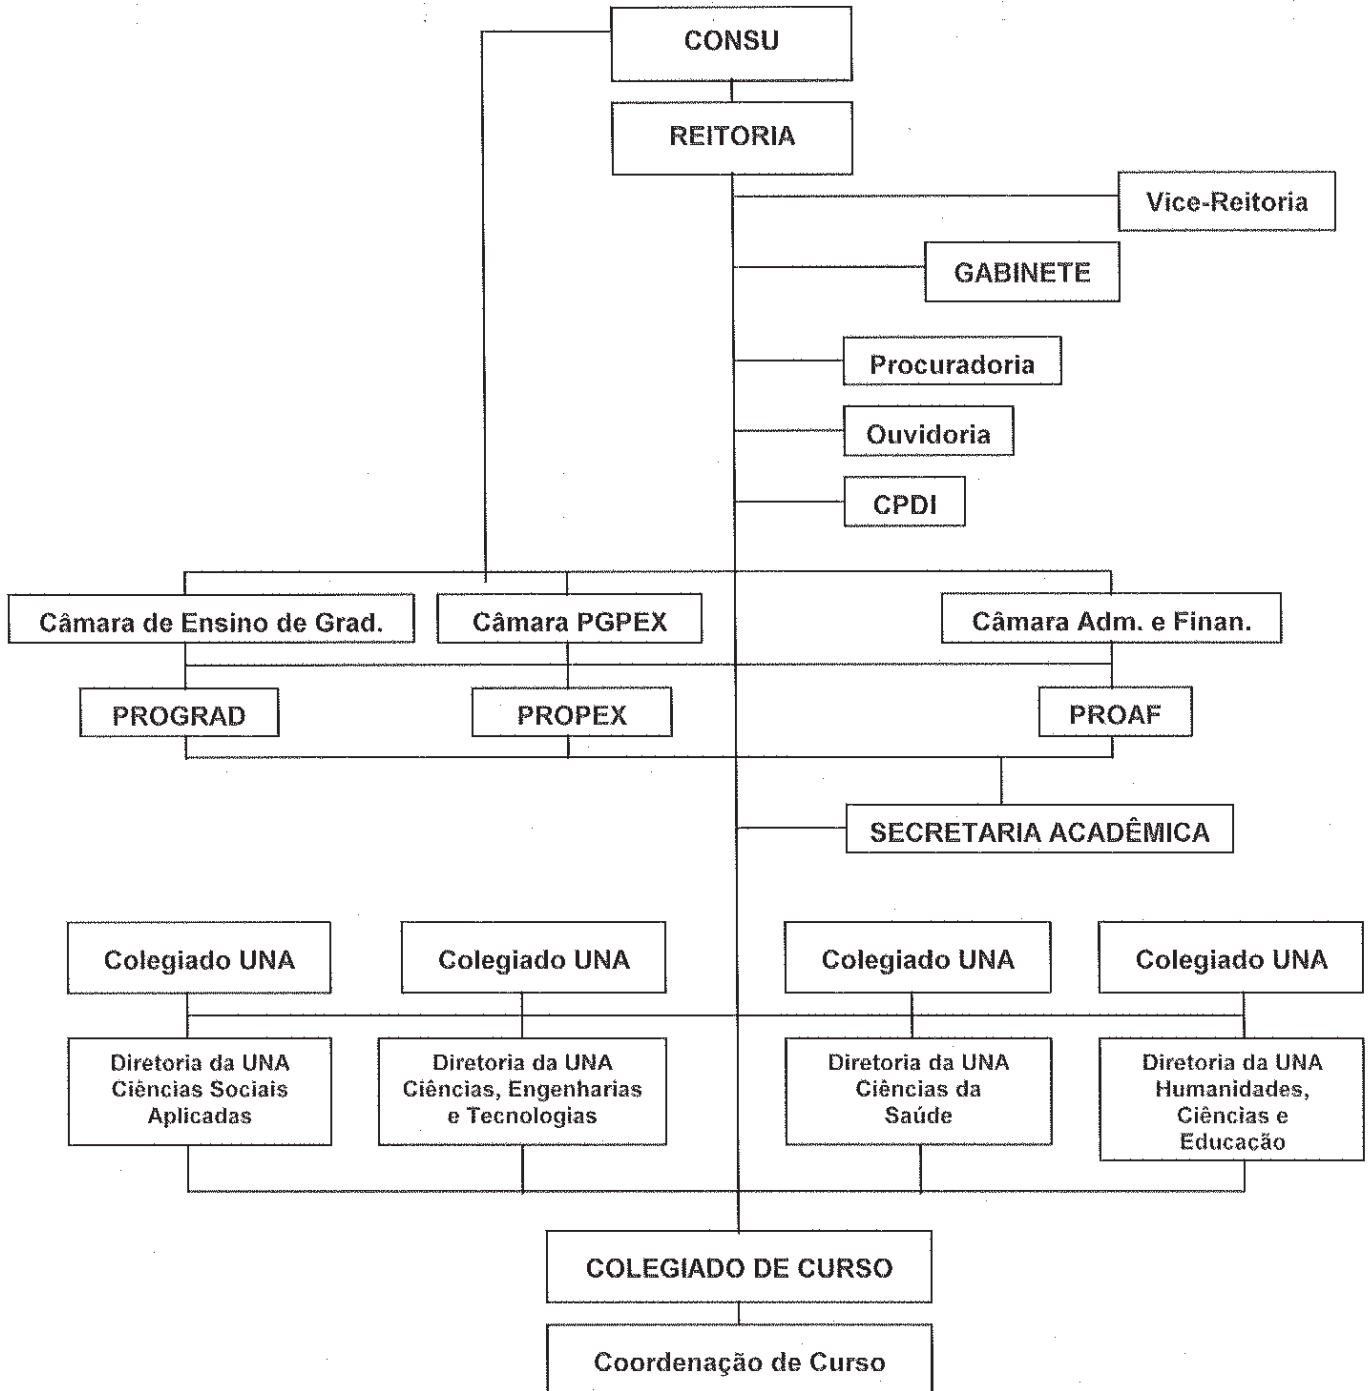 CONSU
REITORIA
Vice-Reitoria
GABINETE
Procuradoria
Ouvidoria
CPDI
Câmara de Ensino de Grad.
Câmara PGPEX
Câmara Adm. e Finan.
PROGRAD
PROPEX
PROAF
SECRETARIA ACADÊMICA
Colegiado UNA
Colegiado UNA
Colegiado UNA
Colegiado UNA
Diretoria da UNA
Ciências Sociais
Aplicadas
Diretoria da UNA
Ciências, Engenharias
e Tecnologias
Diretoria da UNA
Ciências da
Saúde
Diretoria da UNA
Humanidades,
Ciências e
Educação
COLEGIADO DE CURSO
Coordenação de Curso